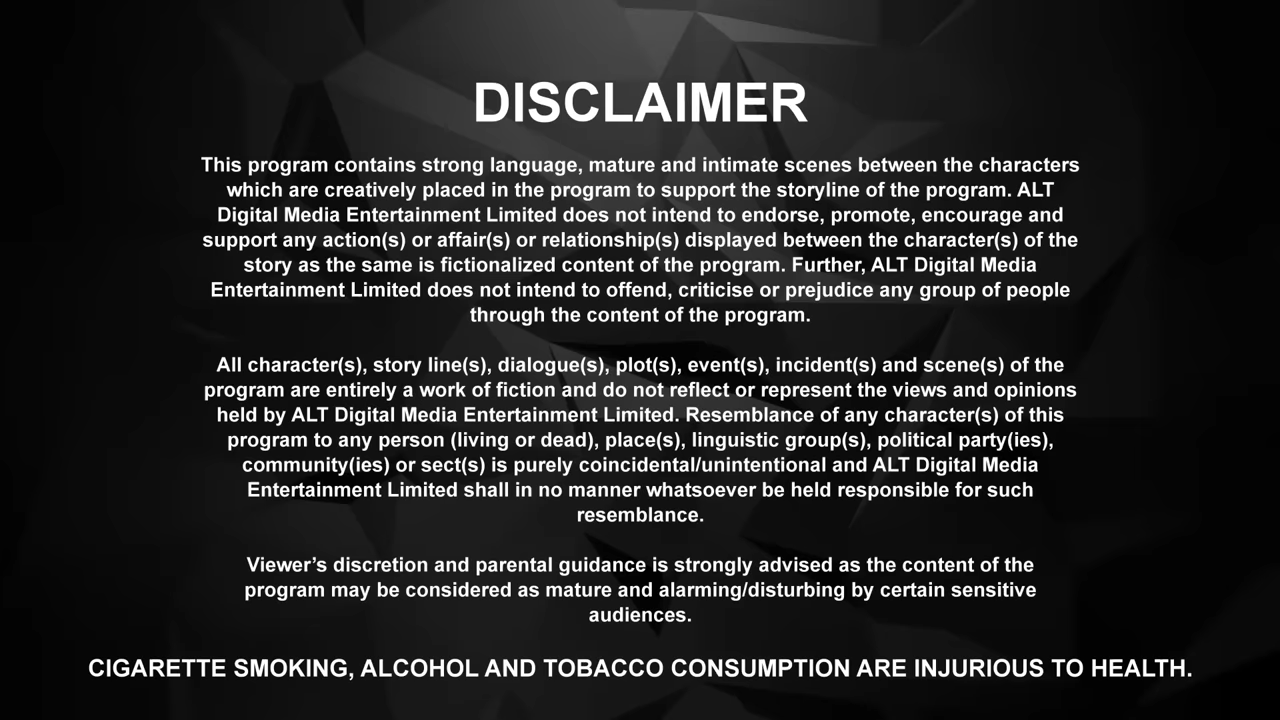 DISCLAIMER
This program contains strong language, mature and intimate scenes between the characters
which are creatively placed in the program to support the storyline of the program. ALT
Digital Media Entertainment Limited does not intend to endorse, promote, encourage and
support any action(s) or affair(s) or relationship(s) displayed between the character(s) of the
story as the same is fictionalized content of the program. Further, ALT Digital Media
Entertainment Limited does not intend to offend, criticise or prejudice any group of people
through the content of the program.
All character(s), story line(s), dialogue(s), plot(s), event(s), incident(s) and scene(s) of the
program are entirely a work of fiction and do not reflect or represent the views and opinions
held by ALT Digital Media Entertainment Limited. Resemblance of any character(s) of this
program to any person (living or dead), place(s), linguistic group(s), political party(ies),
community(ies) or sect(s) is purely coincidental/unintentional and ALT Digital Media
Entertainment Limited shall in no manner whatsoever be held responsible for such
resemblance.
Viewer’s discretion and parental guidance is strongly advised as the content of the
program may be considered as mature and alarming/disturbing by certain sensitive
audiences.
CIGARETTE SMOKING, ALCOHOL AND TOBACCO CONSUMPTION ARE INJURIOUS TO HEALTH.